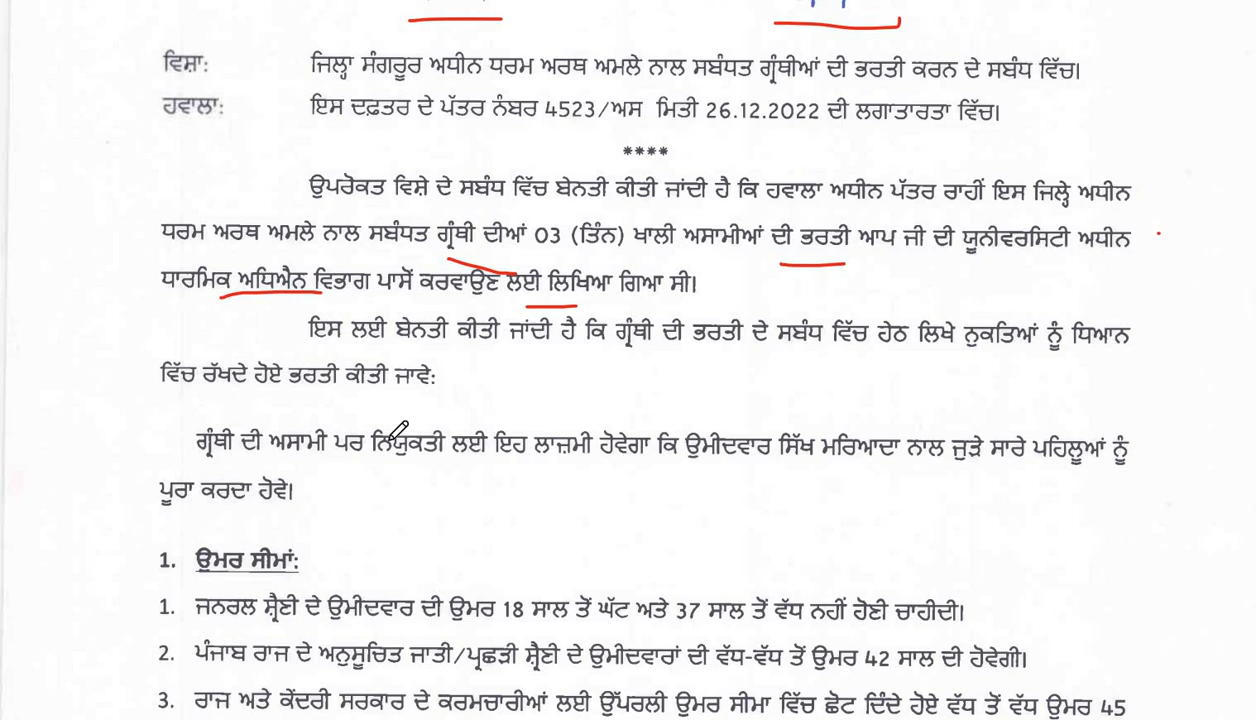 ਵਿਸ਼ਾ: ਜਿਲ੍ਹਾ ਸੰਗਰੂਰ ਅਧੀਨ ਧਰਮ ਅਰਥ ਅਮਲੇ ਨਾਲ ਸਬੰਧਤ ਗ੍ਰੰਥੀਆਂ ਦੀ ਭਰਤੀ ਕਰਨ ਦੇ ਸਬੰਧ ਵਿੱਚ।
ਹਵਾਲਾ: ਇਸ ਦਫ਼ਤਰ ਦੇ ਪੱਤਰ ਨੰਬਰ 4523/ਅਸ ਮਿਤੀ 26.12.2022 ਦੀ ਲਗਾਤਾਰਤਾ ਵਿੱਚ।
****
ਉਪਰੋਕਤ ਵਿਸ਼ੇ ਦੇ ਸਬੰਧ ਵਿੱਚ ਬੇਨਤੀ ਕੀਤੀ ਜਾਂਦੀ ਹੈ ਕਿ ਹਵਾਲਾ ਅਧੀਨ ਪੱਤਰ ਰਾਹੀਂ ਇਸ ਜਿਲ੍ਹੇ ਅਧੀਨ
ਧਰਮ ਅਰਥ ਅਮਲੇ ਨਾਲ ਸਬੰਧਤ ਗ੍ਰੰਥੀ ਦੀਆਂ 03 (ਤਿੰਨ) ਖਾਲੀ ਅਸਾਮੀਆਂ ਦੀ ਭਰਤੀ ਆਪ ਜੀ ਦੀ ਯੂਨੀਵਰਸਿਟੀ ਅਧੀਨ
ਧਾਰਮਿਕ ਅਧਿਐਨ ਵਿਭਾਗ ਪਾਸੋਂ ਕਰਵਾਉਣ ਲਈ ਲਿਖਿਆ ਗਿਆ ਸੀ।
ਇਸ ਲਈ ਬੇਨਤੀ ਕੀਤੀ ਜਾਂਦੀ ਹੈ ਕਿ ਗ੍ਰੰਥੀ ਦੀ ਭਰਤੀ ਦੇ ਸਬੰਧ ਵਿੱਚ ਹੇਠ ਲਿਖੇ ਨੁਕਤਿਆਂ ਨੂੰ ਧਿਆਨ
ਵਿੱਚ ਰੱਖਦੇ ਹੋਏ ਭਰਤੀ ਕੀਤੀ ਜਾਵੇ:
ਗ੍ਰੰਥੀ ਦੀ ਅਸਾਮੀ ਪਰ ਨਿਯੁਕਤੀ ਲਈ ਇਹ ਲਾਜ਼ਮੀ ਹੋਵੇਗਾ ਕਿ ਉਮੀਦਵਾਰ ਸਿੱਖ ਮਰਿਆਦਾ ਨਾਲ ਜੁੜੇ ਸਾਰੇ ਪਹਿਲੂਆਂ ਨੂੰ
ਪੂਰਾ ਕਰਦਾ ਹੋਵੇ।
1. ਉਮਰ ਸੀਮਾਂ:
1. ਜਨਰਲ ਸ਼੍ਰੈਣੀ ਦੇ ਉਮੀਦਵਾਰ ਦੀ ਉਮਰ 18 ਸਾਲ ਤੋਂ ਘੱਟ ਅਤੇ 37 ਸਾਲ ਤੋਂ ਵੱਧ ਨਹੀਂ ਹੋਣੀ ਚਾਹੀਦੀ।
2. ਪੰਜਾਬ ਰਾਜ ਦੇ ਅਨੁਸੂਚਿਤ ਜਾਤੀ/ਪ੍ਰਛੜੀ ਸ਼੍ਰੈਣੀ ਦੇ ਉਮੀਦਵਾਰਾਂ ਦੀ ਵੱਧ-ਵੱਧ ਤੋਂ ਉਮਰ 42 ਸਾਲ ਦੀ ਹੋਵੇਗੀ।
3. ਰਾਜ ਅਤੇ ਕੇਂਦਰੀ ਸਰਕਾਰ ਦੇ ਕਰਮਚਾਰੀਆਂ ਲਈ ਉੱਪਰਲੀ ਉਮਰ ਸੀਮਾ ਵਿੱਚ ਛੋਟ ਦਿੰਦੇ ਹੋਏ ਵੱਧ ਤੋਂ ਵੱਧ ਉਮਰ 45